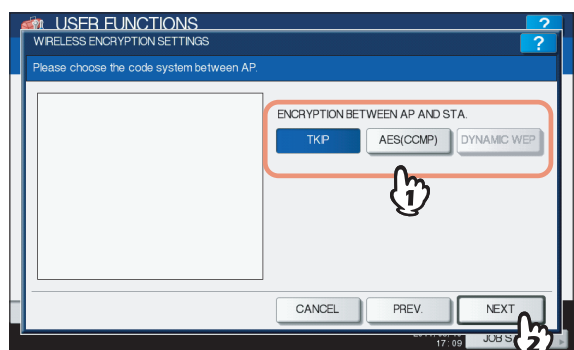 USER FUNCTIONS
?
WIRELESS ENCRYPTION SETTINGS
?
Please choose the code system between AP.
ENCRYPTION BETWEEN AP AND STA.
TKIP
AES(CCMP)
DYNAMIC WEP
1
CANCEL
PREV.
NEXT
2
17:09
JOB S